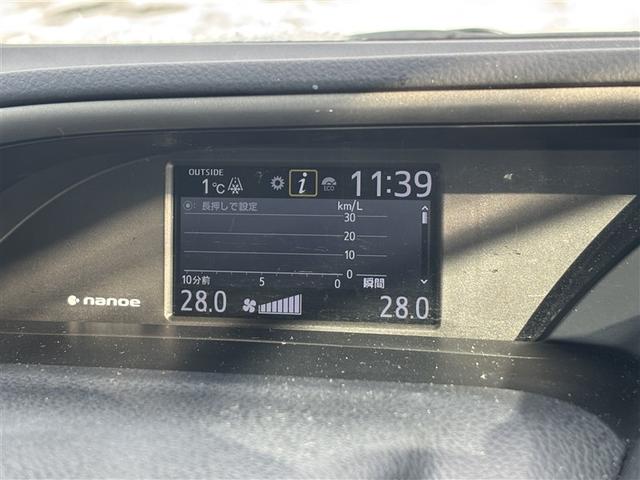 OUTSIDE
1℃ ECO 11:39
長押しで設定 km/L
30
20
10
0
10分前 5 0 瞬間
28.0 28.0
nanoe